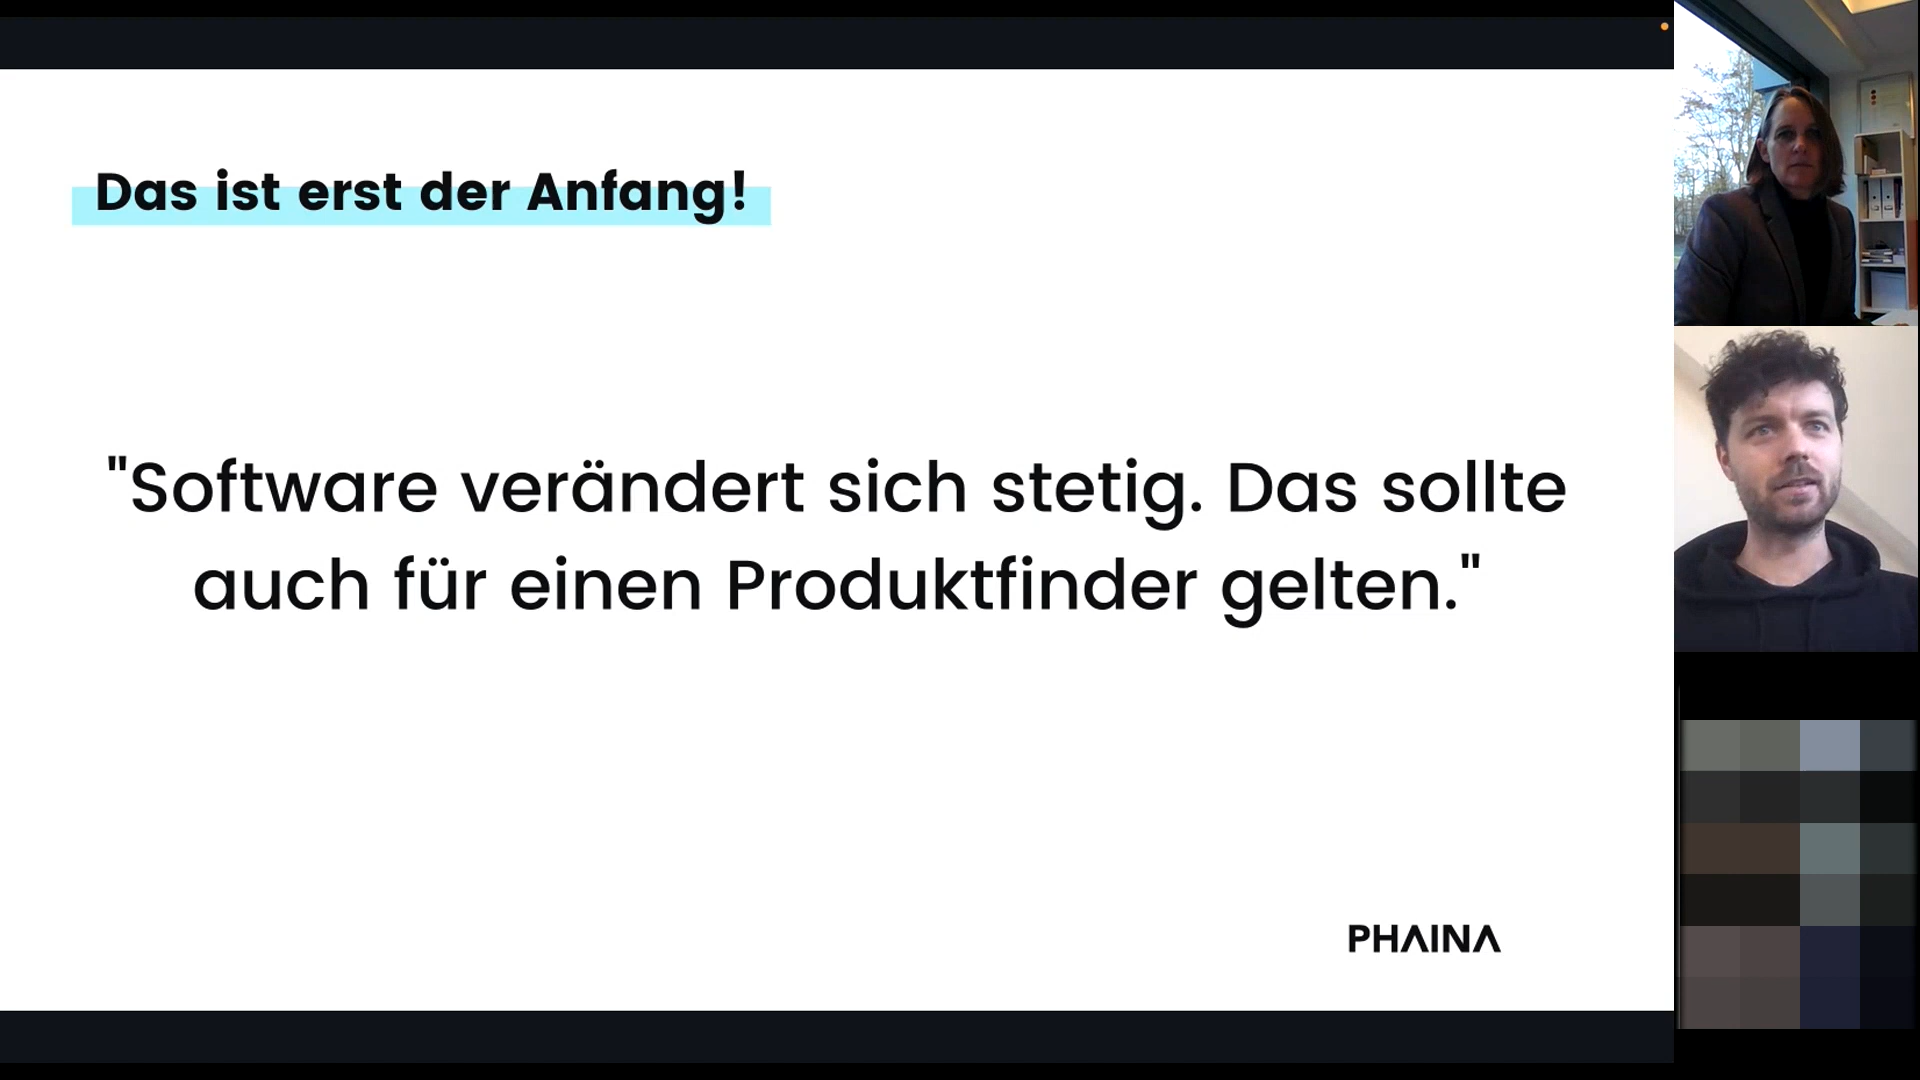 Das ist erst der Anfang!
"Software verändert sich stetig. Das sollte
auch für einen Produktfinder gelten."
PHAINA